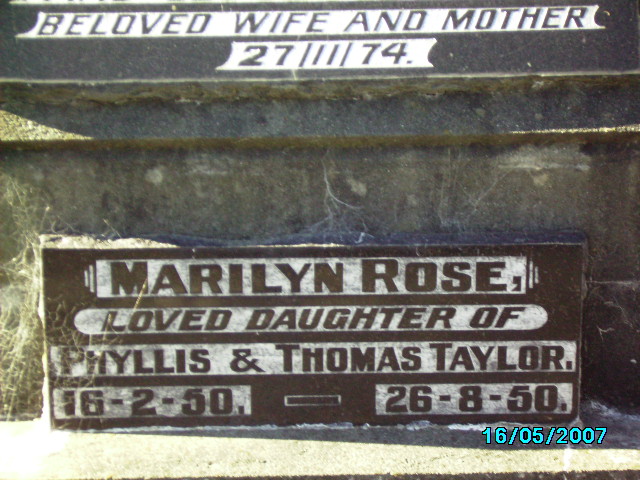 BELOVED WIFE AND MOTHER
27/11/74.
MARILYN ROSE,
LOVED DAUGHTER OF
PHYLLIS & THOMAS TAYLOR.
16-2-50. — 26-8-50.
16/05/2007